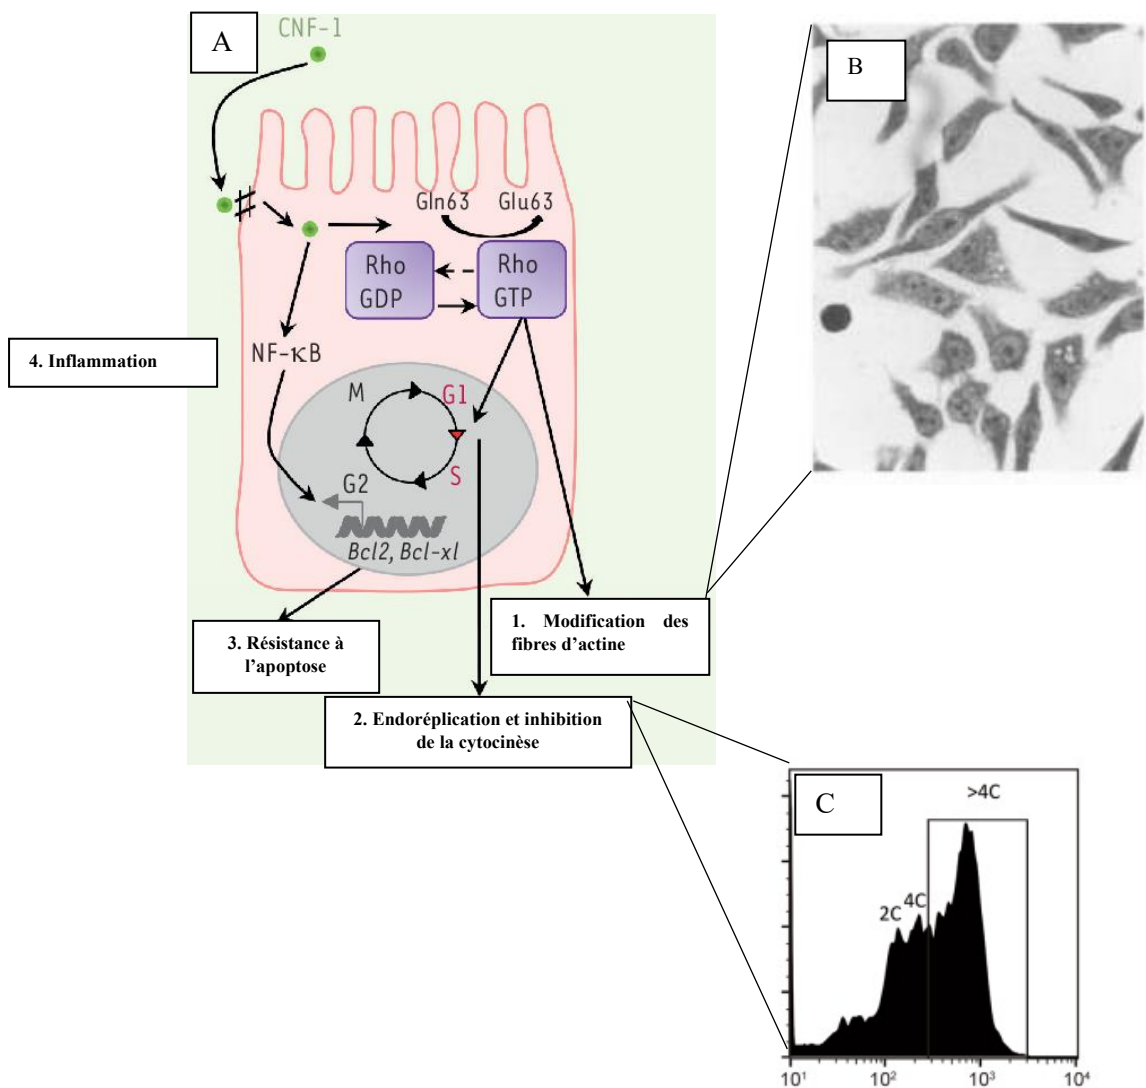 A
CNF-1
B
Gln63 Glu63
Rho
GDP
Rho
GTP
4. Inflammation
NF-κB
M
G1
S
G2
Bcl2, Bcl-xl
1. Modification des
fibres d’actine
3. Résistance à
l’apoptose
2. Endoréplication et inhibition
de la cytocinèse
C
>4C
2C
4C
10¹ 10² 10³ 10⁴